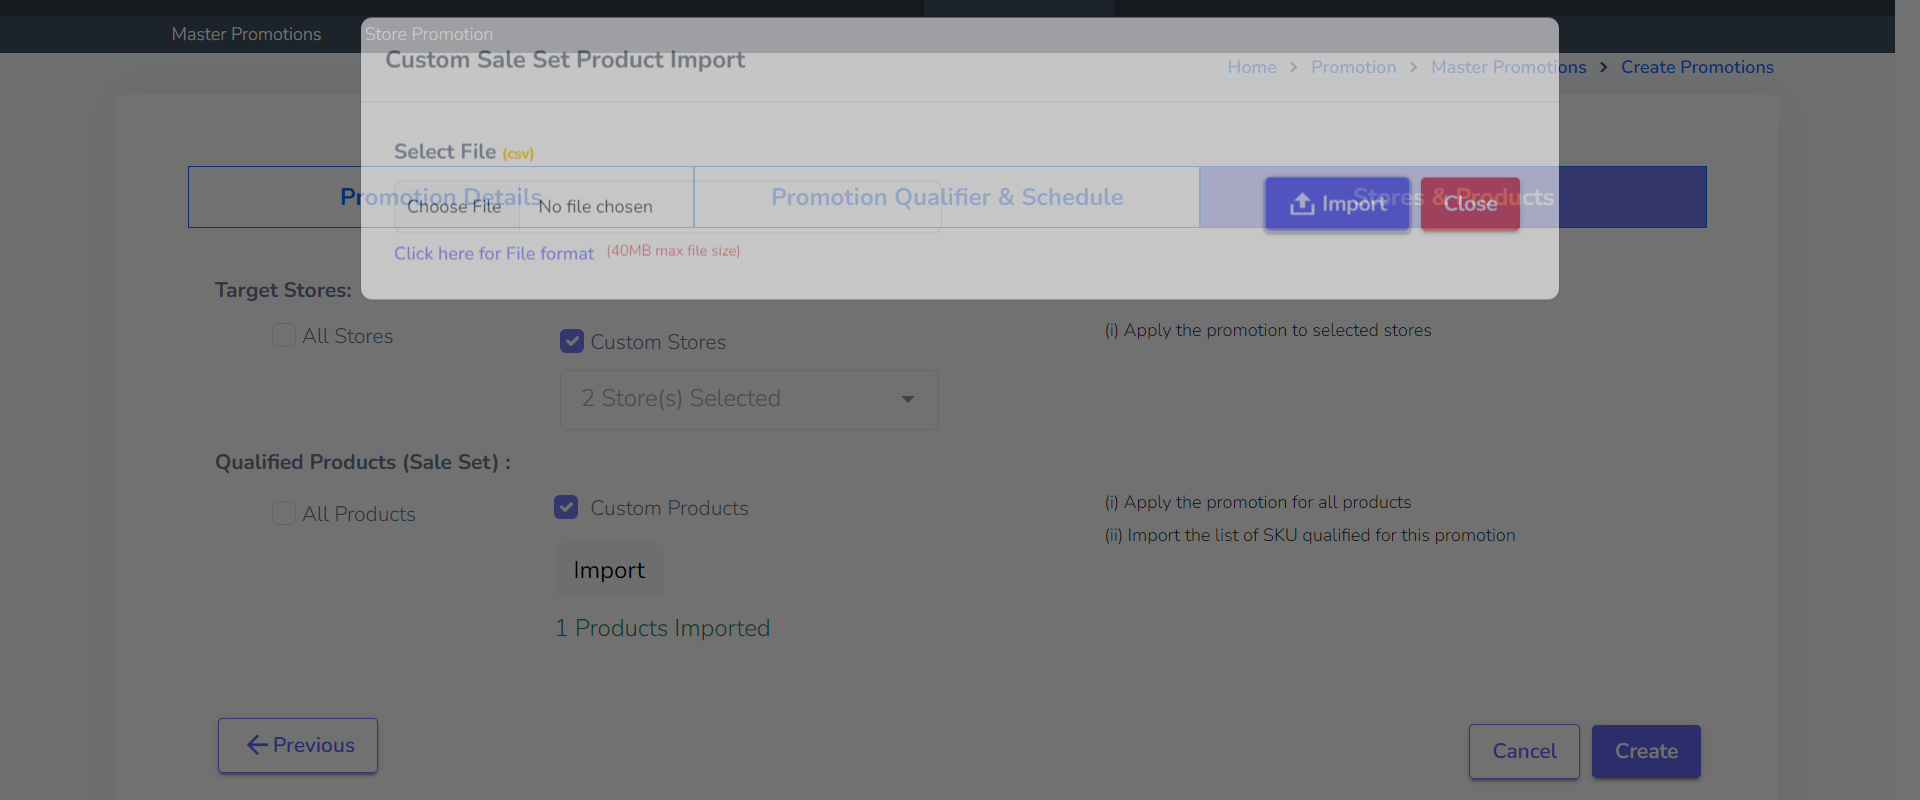 Master Promotions Store Promotion
Custom Sale Set Product Import
Home > Promotion > Master Promotions > Create Promotions
Select File (csv)
Promotion Details Promotion Qualifier & Schedule Stores & Products
Choose File No file chosen Import Close
Click here for File format (40MB max file size)
Target Stores:
All Stores Custom Stores (i) Apply the promotion to selected stores
2 Store(s) Selected
Qualified Products (Sale Set) :
All Products Custom Products (i) Apply the promotion for all products
(ii) Import the list of SKU qualified for this promotion
Import
1 Products Imported
Previous Cancel Create